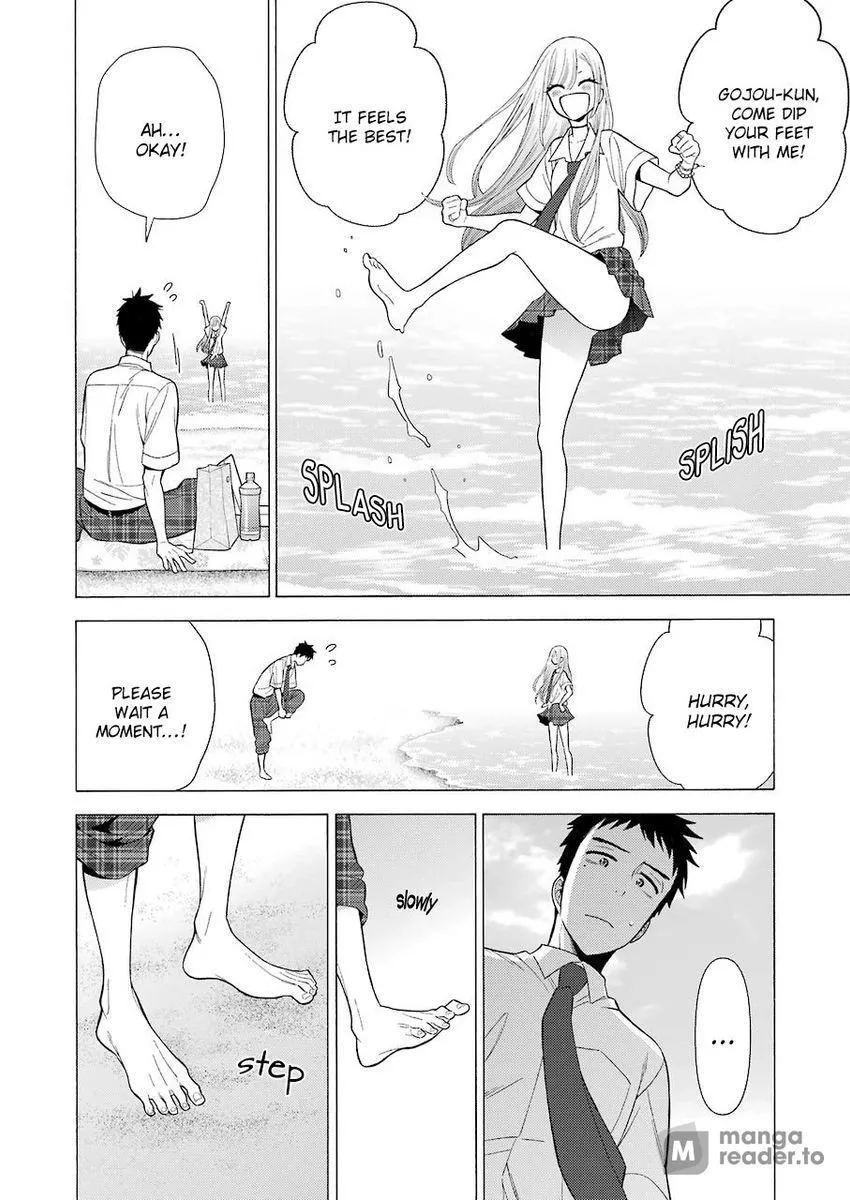 GOJOU-KUN,
COME DIP
YOUR FEET
WITH ME!
IT FEELS
THE BEST!
SPLISH
SPLASH
AH...
OKAY!
HURRY,
HURRY!
PLEASE
WAIT A
MOMENT...!
...
slowly
step
M manga
reader.to